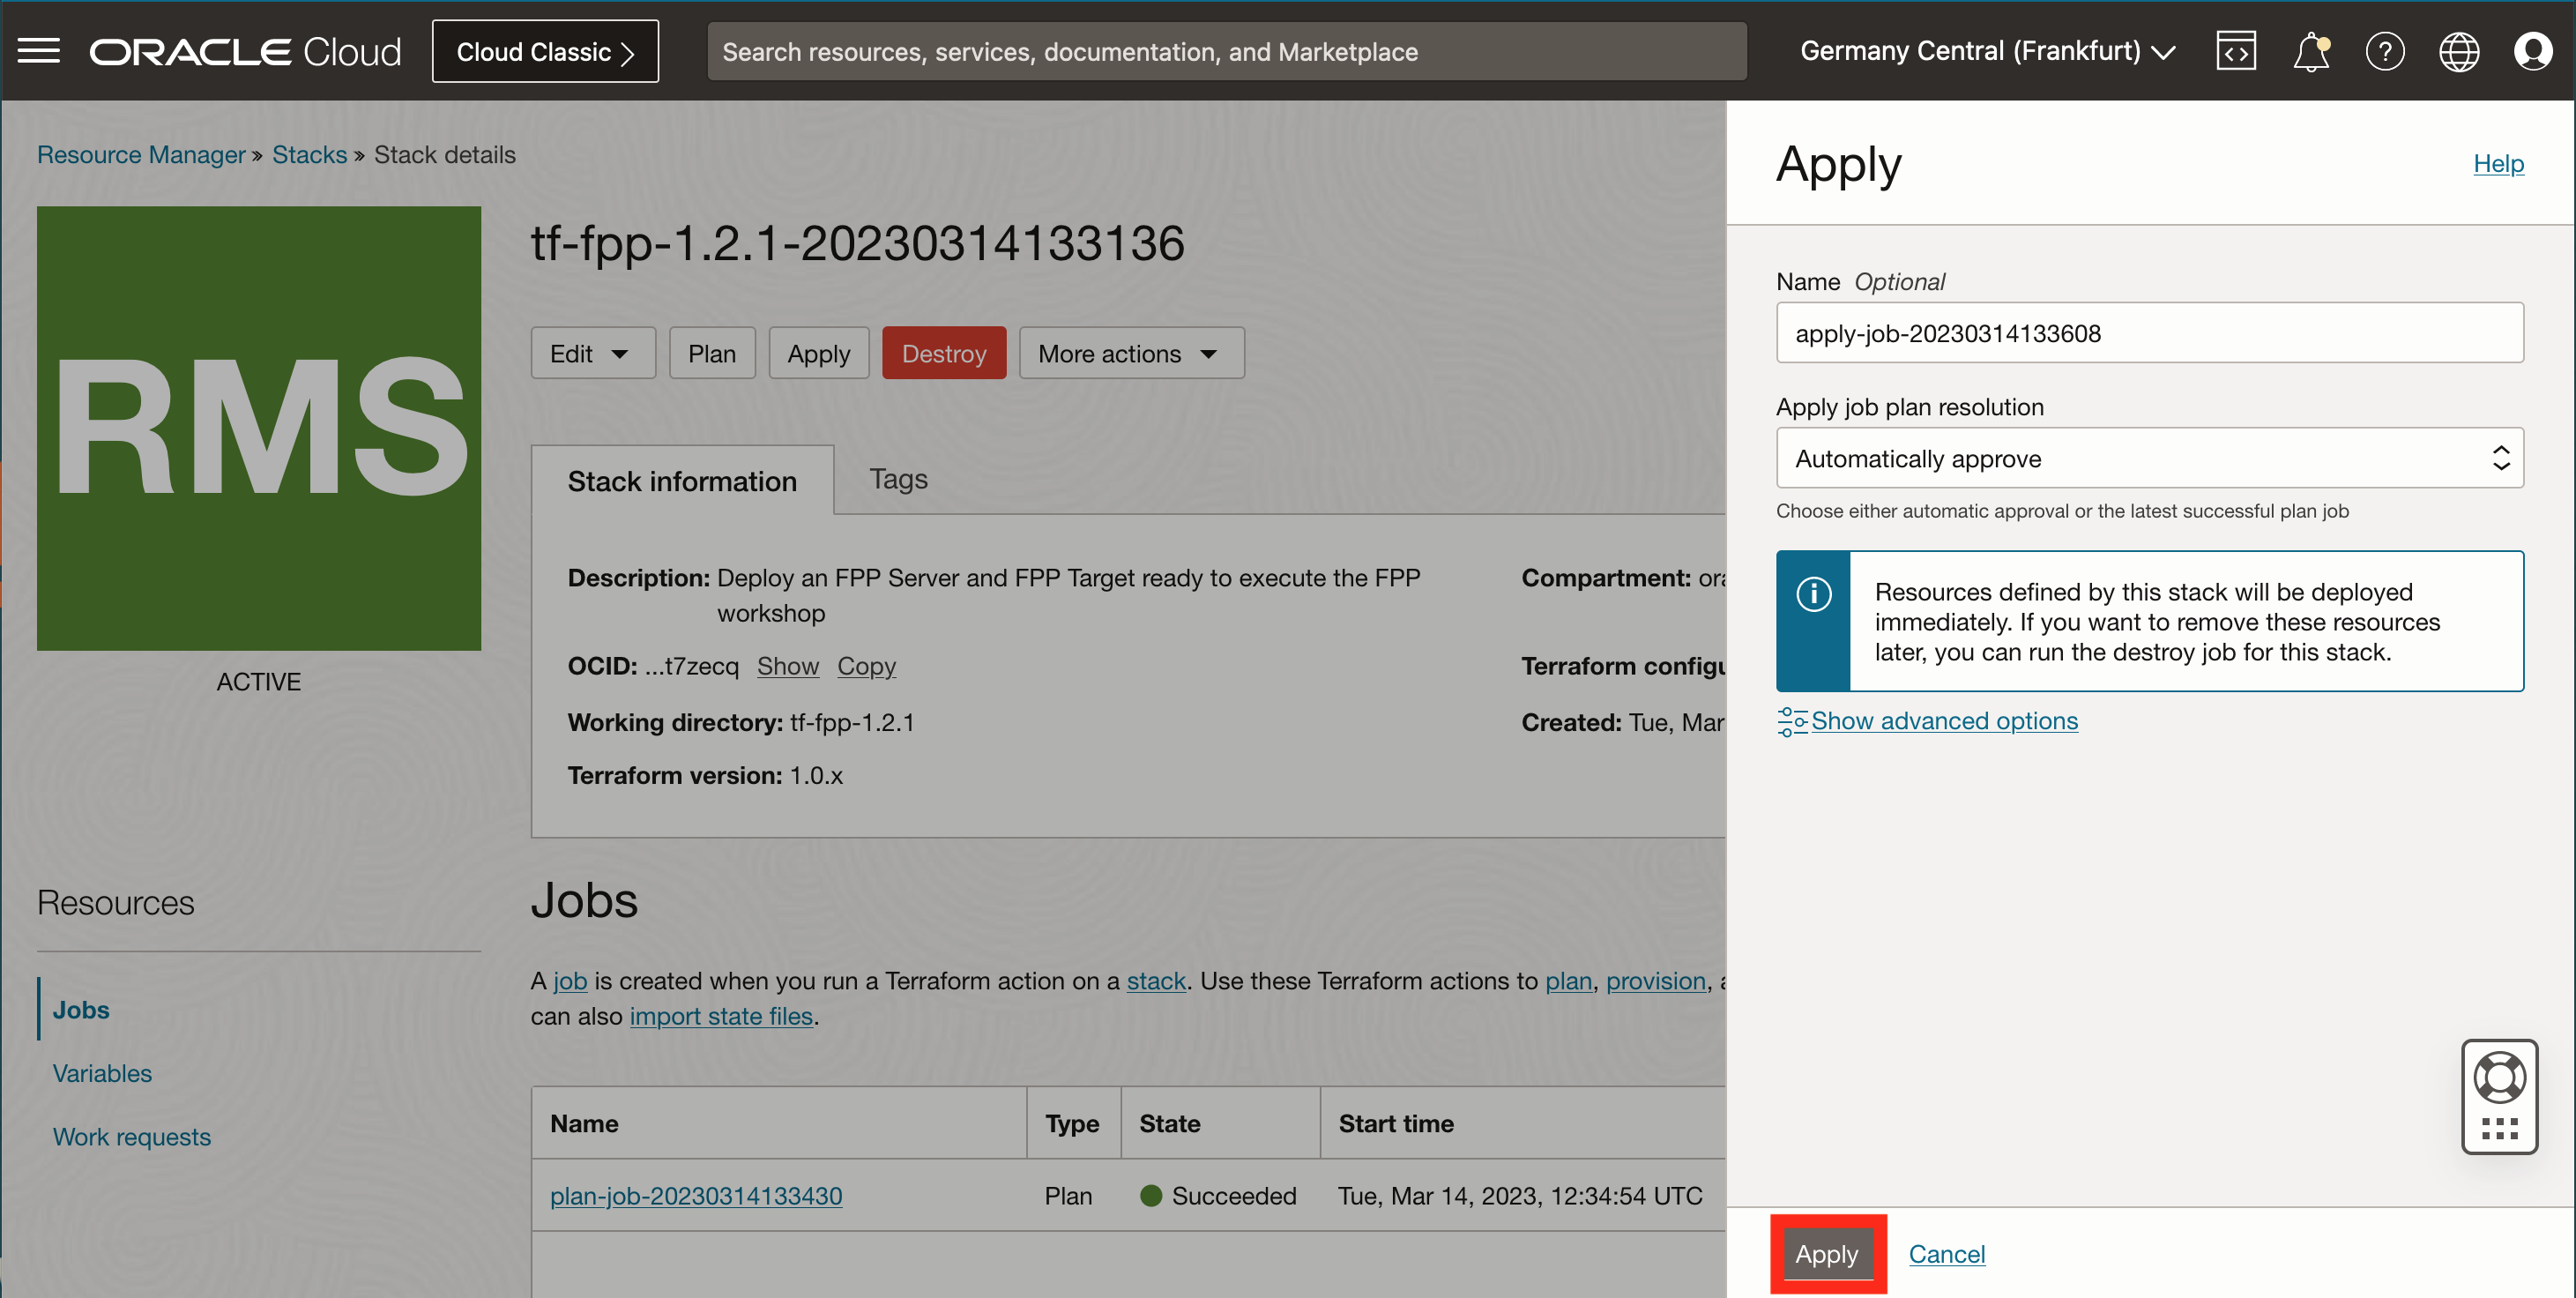 ORACLE Cloud
Cloud Classic
Search resources, services, documentation, and Marketplace
Germany Central (Frankfurt)
Resource Manager » Stacks » Stack details
RMS
ACTIVE
tf-fpp-1.2.1-20230314133136
Edit
Plan
Apply
Destroy
More actions
Stack information
Tags
Description: Deploy an FPP Server and FPP Target ready to execute the FPP
workshop
OCID: ...t7zecq Show Copy
Working directory: tf-fpp-1.2.1
Terraform version: 1.0.x
Compartment:
Terraform
Created: Tue, Mar
Resources
Jobs
Variables
Work requests
Jobs
A job is created when you run a Terraform action on a stack. Use these Terraform actions to plan, provision,
can also import state files.
Name Type State Start time
plan-job-20230314133430 Plan Succeeded Tue, Mar 14, 2023, 12:34:54 UTC
Apply
Help
Name Optional
apply-job-20230314133608
Apply job plan resolution
Automatically approve
Choose either automatic approval or the latest successful plan job
Resources defined by this stack will be deployed
immediately. If you want to remove these resources
later, you can run the destroy job for this stack.
Show advanced options
Apply
Cancel